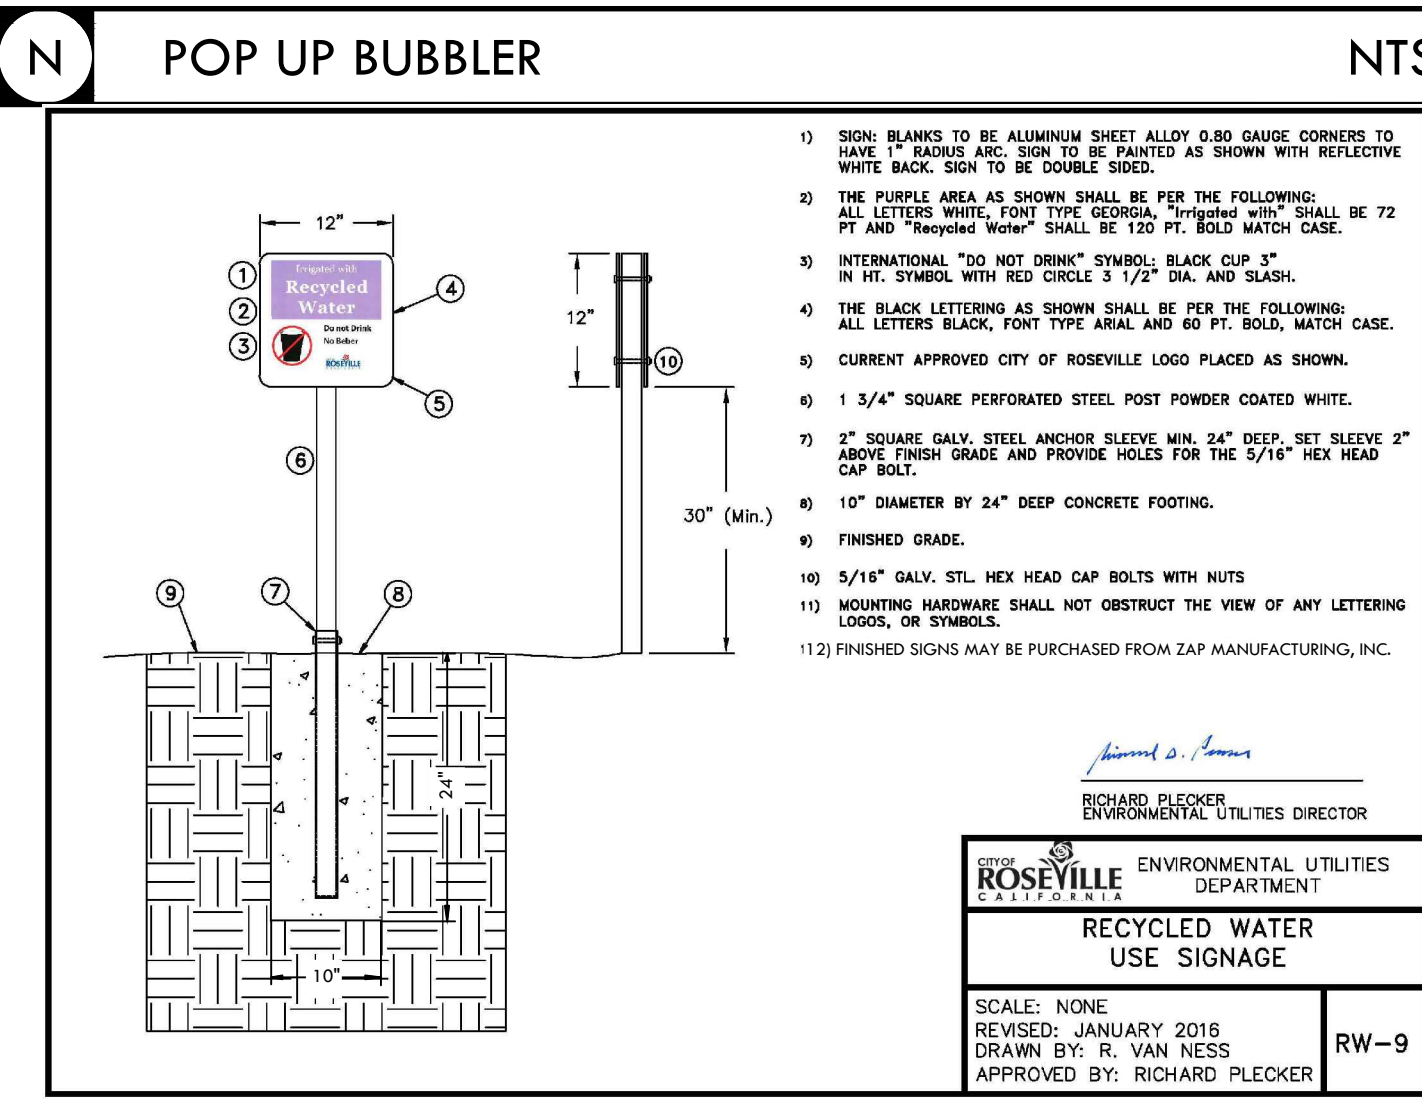 N
POP UP BUBBLER
NTS
12"
Irrigated with
Recycled
Water
Do not Drink
No Beber
ROSEVILLE
1
2
3
4
5
6
7
8
9
10
12"
30" (Min.)
24"
10"
1) SIGN: BLANKS TO BE ALUMINUM SHEET ALLOY 0.80 GAUGE CORNERS TO
HAVE 1" RADIUS ARC. SIGN TO BE PAINTED AS SHOWN WITH REFLECTIVE
WHITE BACK. SIGN TO BE DOUBLE SIDED.
2) THE PURPLE AREA AS SHOWN SHALL BE PER THE FOLLOWING:
ALL LETTERS WHITE, FONT TYPE GEORGIA, "Irrigated with" SHALL BE 72
PT AND "Recycled Water" SHALL BE 120 PT. BOLD MATCH CASE.
3) INTERNATIONAL "DO NOT DRINK" SYMBOL: BLACK CUP 3"
IN HT. SYMBOL WITH RED CIRCLE 3 1/2" DIA. AND SLASH.
4) THE BLACK LETTERING AS SHOWN SHALL BE PER THE FOLLOWING:
ALL LETTERS BLACK, FONT TYPE ARIAL AND 60 PT. BOLD, MATCH CASE.
5) CURRENT APPROVED CITY OF ROSEVILLE LOGO PLACED AS SHOWN.
6) 1 3/4" SQUARE PERFORATED STEEL POST POWDER COATED WHITE.
7) 2" SQUARE GALV. STEEL ANCHOR SLEEVE MIN. 24" DEEP. SET SLEEVE 2"
ABOVE FINISH GRADE AND PROVIDE HOLES FOR THE 5/16" HEX HEAD
CAP BOLT.
8) 10" DIAMETER BY 24" DEEP CONCRETE FOOTING.
9) FINISHED GRADE.
10) 5/16" GALV. STL. HEX HEAD CAP BOLTS WITH NUTS
11) MOUNTING HARDWARE SHALL NOT OBSTRUCT THE VIEW OF ANY LETTERING
LOGOS, OR SYMBOLS.
112) FINISHED SIGNS MAY BE PURCHASED FROM ZAP MANUFACTURING, INC.
RICHARD PLECKER
ENVIRONMENTAL UTILITIES DIRECTOR
CITY OF
ROSEVILLE
CALIFORNIA
ENVIRONMENTAL UTILITIES
DEPARTMENT
RECYCLED WATER
USE SIGNAGE
SCALE: NONE
REVISED: JANUARY 2016
DRAWN BY: R. VAN NESS
APPROVED BY: RICHARD PLECKER
RW-9